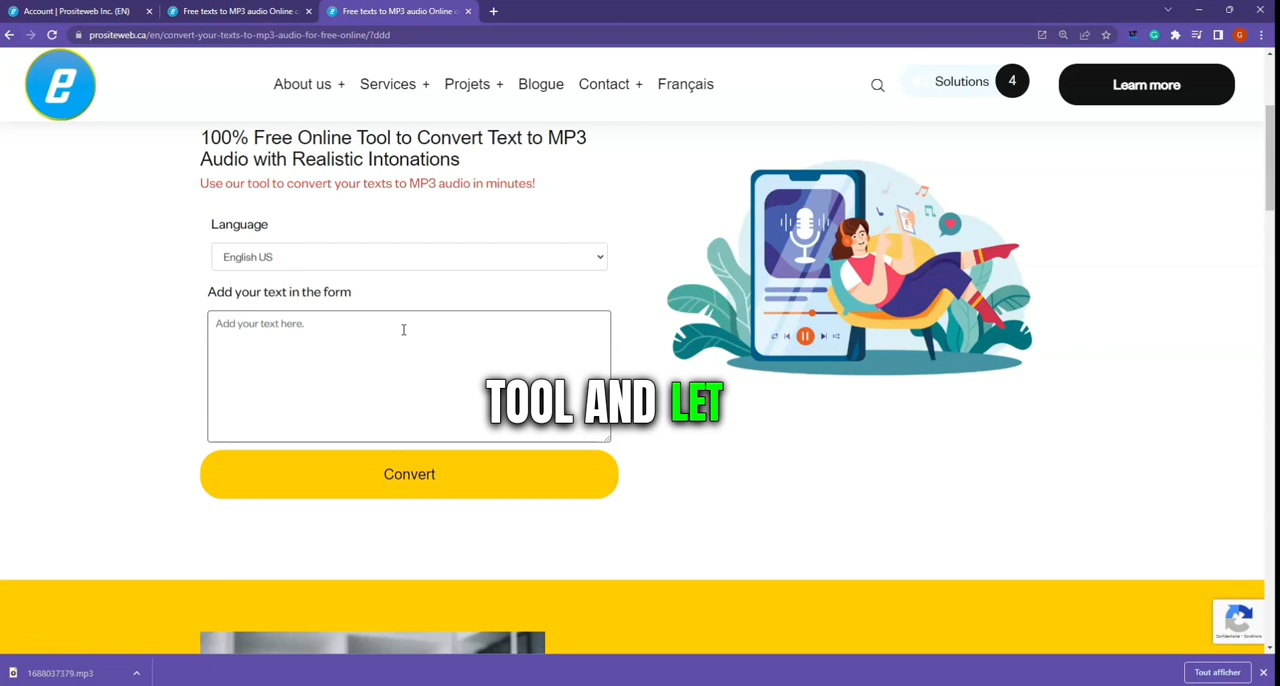 Account | Prositeweb Inc. (EN)
Free texts to MP3 audio Online c
Free texts to MP3 audio Online c
prositeweb.ca/en/convert-your-texts-to-mp3-audio-for-free-online/?ddd
G
e
About us +
Services +
Projets +
Blogue
Contact +
Français
Solutions
4
Learn more
100% Free Online Tool to Convert Text to MP3
Audio with Realistic Intonations
Use our tool to convert your texts to MP3 audio in minutes!
Language
English US
Add your text in the form
Add your text here.
TOOL AND LET
Convert
Confidentialité - Conditions
1688037379.mp3
Tout afficher